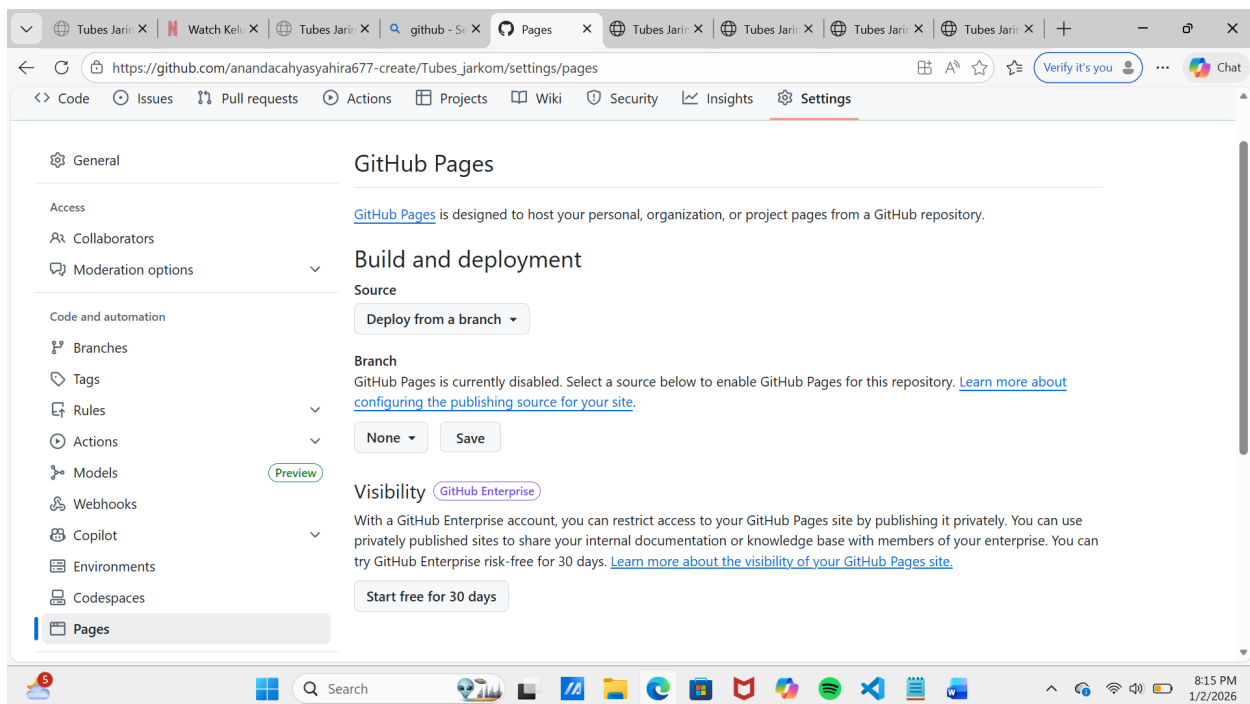 Tubes Jarin
Watch Kelu
Tubes Jarin
github - Se
Pages
Tubes Jarin
Tubes Jarin
Tubes Jarin
Tubes Jarin
https://github.com/anandacahyasyahira677-create/Tubes_jarkom/settings/pages
Verify it's you
Chat
Code
Issues
Pull requests
Actions
Projects
Wiki
Security
Insights
Settings
General
Access
Collaborators
Moderation options
Code and automation
Branches
Tags
Rules
Actions
Models
Preview
Webhooks
Copilot
Environments
Codespaces
Pages
GitHub Pages
GitHub Pages is designed to host your personal, organization, or project pages from a GitHub repository.
Build and deployment
Source
Deploy from a branch
Branch
GitHub Pages is currently disabled. Select a source below to enable GitHub Pages for this repository. Learn more about
configuring the publishing source for your site.
None
Save
Visibility
GitHub Enterprise
With a GitHub Enterprise account, you can restrict access to your GitHub Pages site by publishing it privately. You can use
privately published sites to share your internal documentation or knowledge base with members of your enterprise. You can
try GitHub Enterprise risk-free for 30 days. Learn more about the visibility of your GitHub Pages site.
Start free for 30 days
5
Search
8:15 PM
1/2/2026